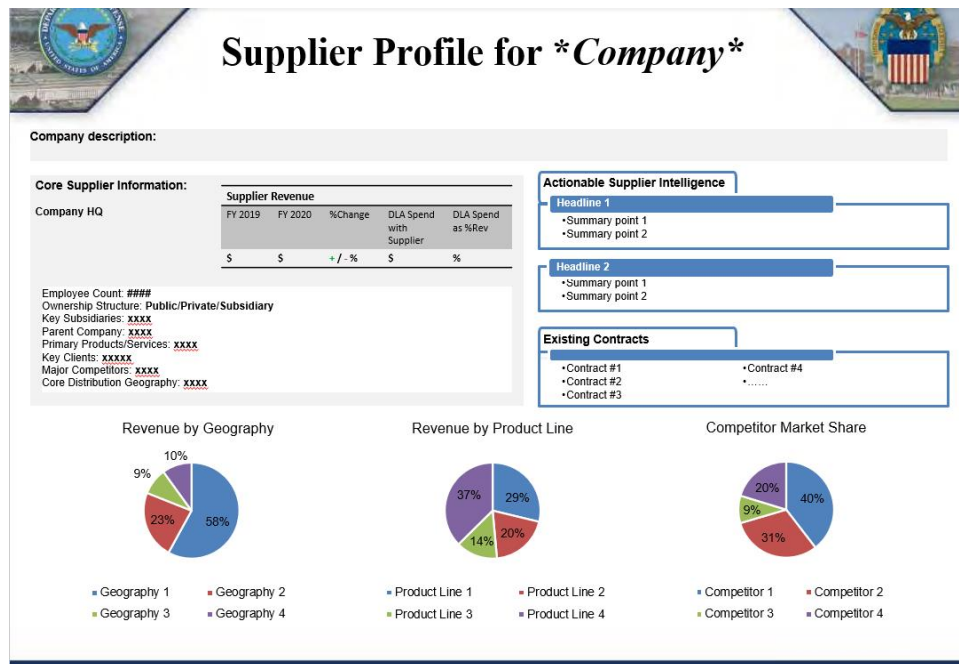 Supplier Profile for *Company*
Company description:
Core Supplier Information:
Company HQ
Supplier Revenue
FY 2019 FY 2020 %Change DLA Spend with Supplier DLA Spend as %Rev
$ $ +/-% $ %
Employee Count: ####
Ownership Structure: Public/Private/Subsidiary
Key Subsidiaries: xxxx
Parent Company: xxxx
Primary Products/Services: xxxx
Key Clients: xxxxx
Major Competitors: xxxx
Core Distribution Geography: xxxx
Actionable Supplier Intelligence
Headline 1
•Summary point 1
•Summary point 2
Headline 2
•Summary point 1
•Summary point 2
Existing Contracts
•Contract #1
•Contract #2
•Contract #3
•Contract #4
•……
Revenue by Geography
10%
9%
23%
58%
Geography 1 Geography 2
Geography 3 Geography 4
Revenue by Product Line
37%
29%
20%
14%
Product Line 1 Product Line 2
Product Line 3 Product Line 4
Competitor Market Share
20%
40%
9%
31%
Competitor 1 Competitor 2
Competitor 3 Competitor 4